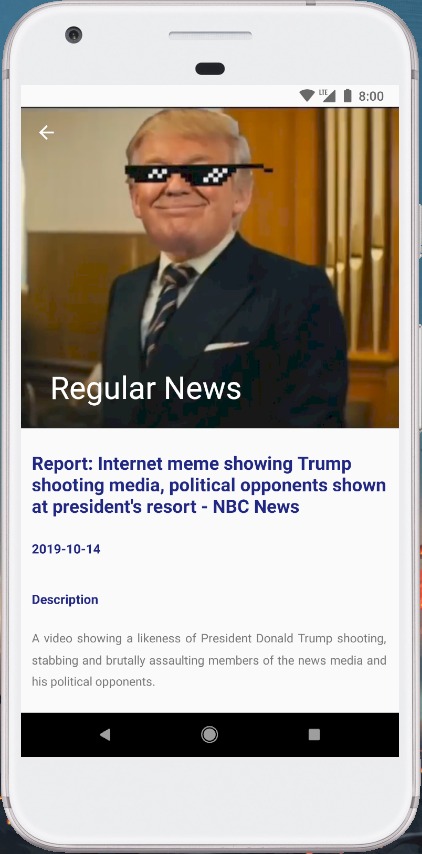 LTE 8:00
Regular News
Report: Internet meme showing Trump
shooting media, political opponents shown
at president's resort - NBC News
2019-10-14
Description
A video showing a likeness of President Donald Trump shooting,
stabbing and brutally assaulting members of the news media and
his political opponents.